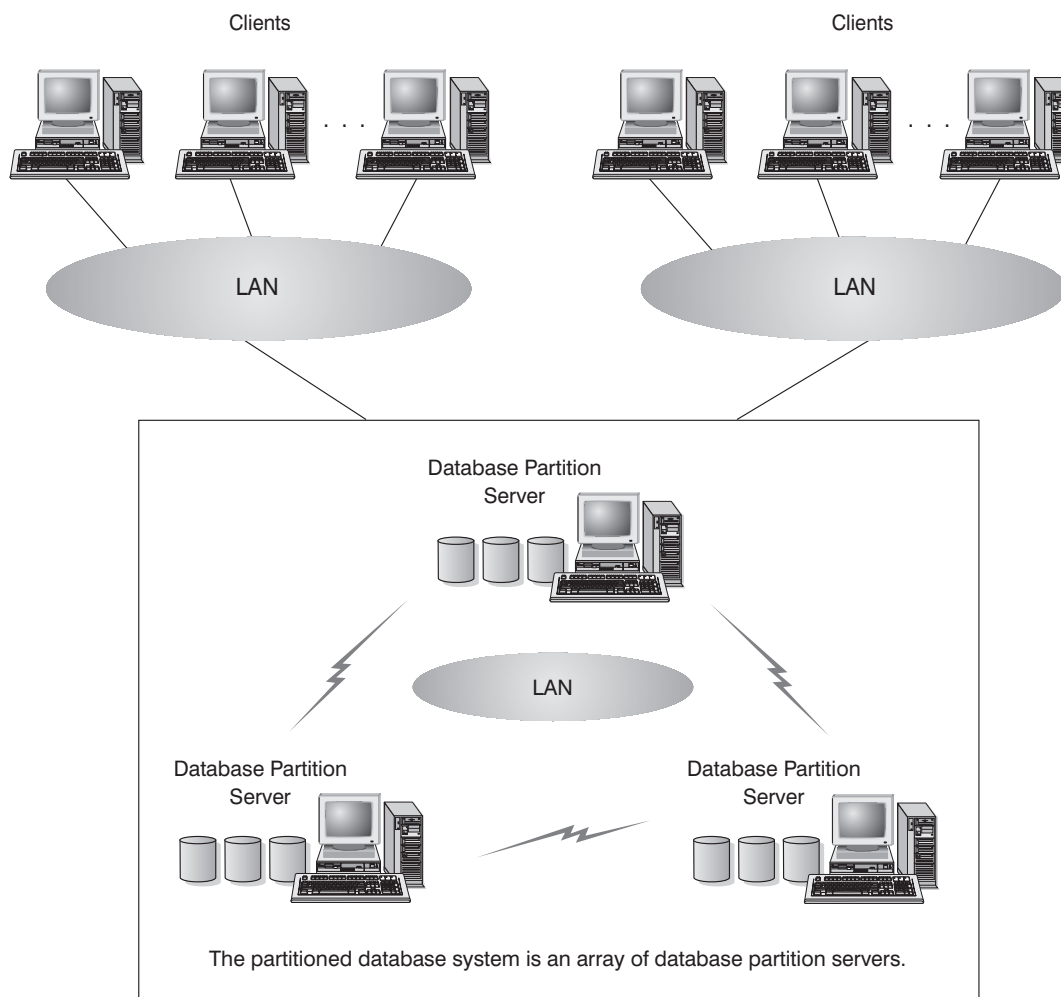 Clients
Clients
. . .
. . .
LAN
LAN
Database Partition
Server
LAN
Database Partition
Server
Database Partition
Server
The partitioned database system is an array of database partition servers.